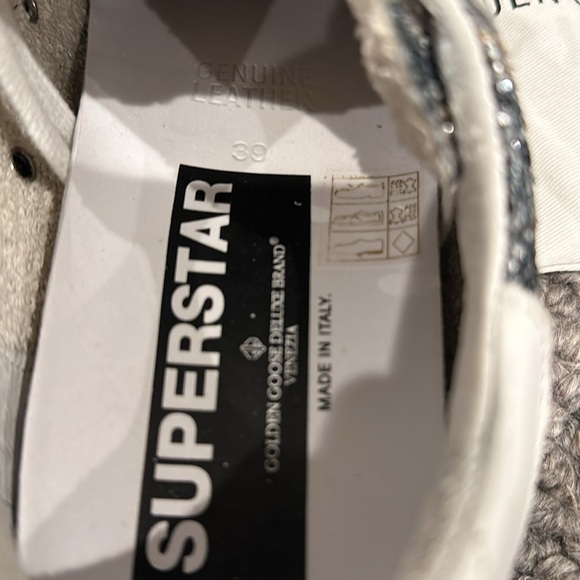 GENUINE
LEATHER
39
SUPERSTAR
GOLDEN GOOSE DELUXE BRAND®
VENEZIA
MADE IN ITALY.